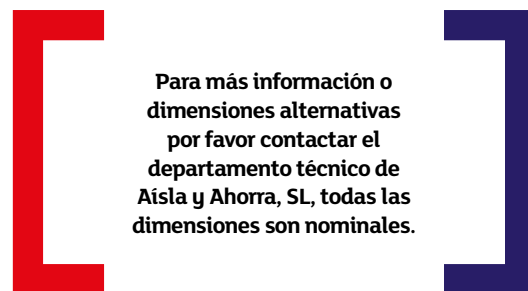 Para más información o
dimensiones alternativas
por favor contactar el
departamento técnico de
Aísla y Ahorra, SL, todas las
dimensiones son nominales.